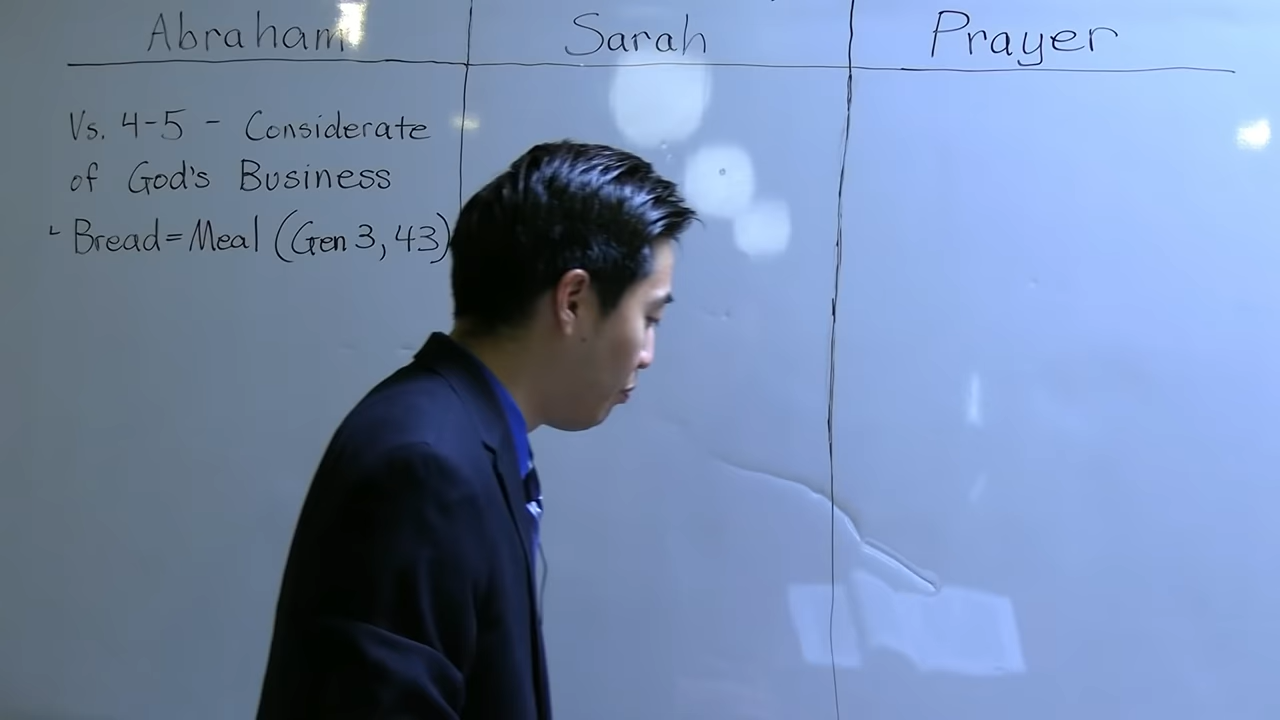 Abraham Sarah Prayer
Vs. 4-5 - Considerate
of God's Business
Bread=Meal (Gen 3, 43)